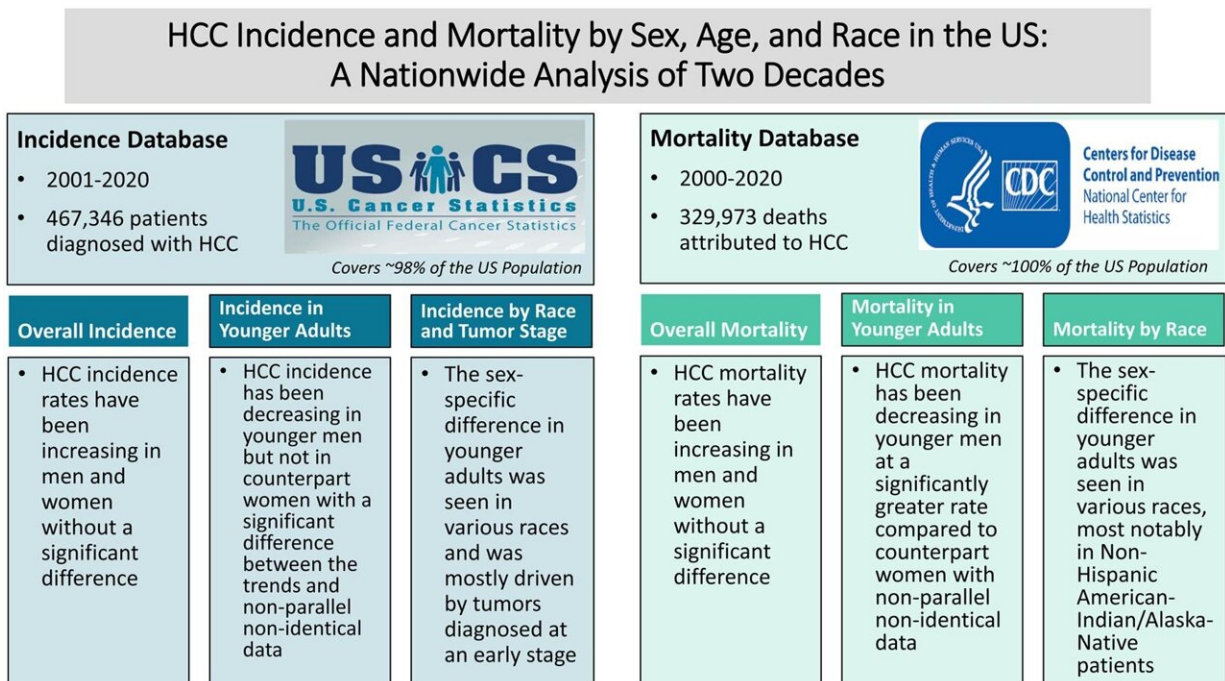 HCC Incidence and Mortality by Sex, Age, and Race in the US:
A Nationwide Analysis of Two Decades
Incidence Database
• 2001-2020
• 467,346 patients
diagnosed with HCC
US CS
U.S. Cancer Statistics
The Official Federal Cancer Statistics
Covers ~98% of the US Population
Mortality Database
• 2000-2020
• 329,973 deaths
attributed to HCC
DEPARTMENT OF HEALTH & HUMAN SERVICES USA
CDC
Centers for Disease
Control and Prevention
National Center for
Health Statistics
Covers ~100% of the US Population
Overall Incidence
• HCC incidence
rates have
been
increasing in
men and
women
without a
significant
difference
Incidence in
Younger Adults
• HCC incidence
has been
decreasing in
younger men
but not in
counterpart
women with a
significant
difference
between the
trends and
non-parallel
non-identical
data
Incidence by Race
and Tumor Stage
• The sex-
specific
difference in
younger
adults was
seen in
various races
and was
mostly driven
by tumors
diagnosed at
an early stage
Overall Mortality
• HCC mortality
rates have
been
increasing in
men and
women
without a
significant
difference
Mortality in
Younger Adults
• HCC mortality
has been
decreasing in
younger men
at a
significantly
greater rate
compared to
counterpart
women with
non-parallel
non-identical
data
Mortality by Race
• The sex-
specific
difference in
younger
adults was
seen in
various races,
most notably
in Non-
Hispanic
American-
Indian/Alaska-
Native
patients